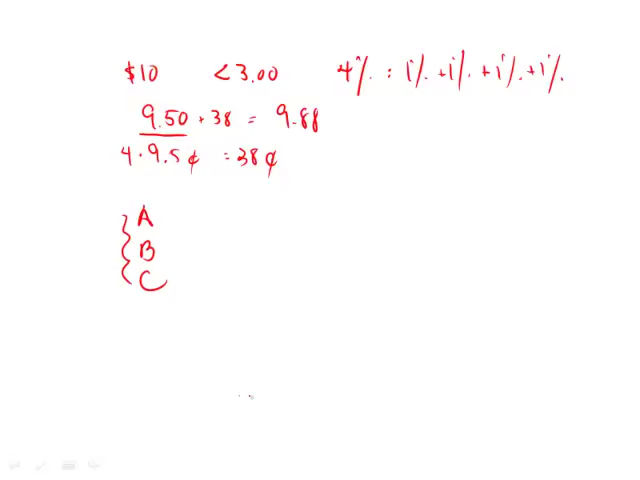 $10 < 3.00 4% = 1% + 1% + 1% + 1%
9.50 + 38 = 9.88
4 · 9.5¢ = 38¢
A
B
C